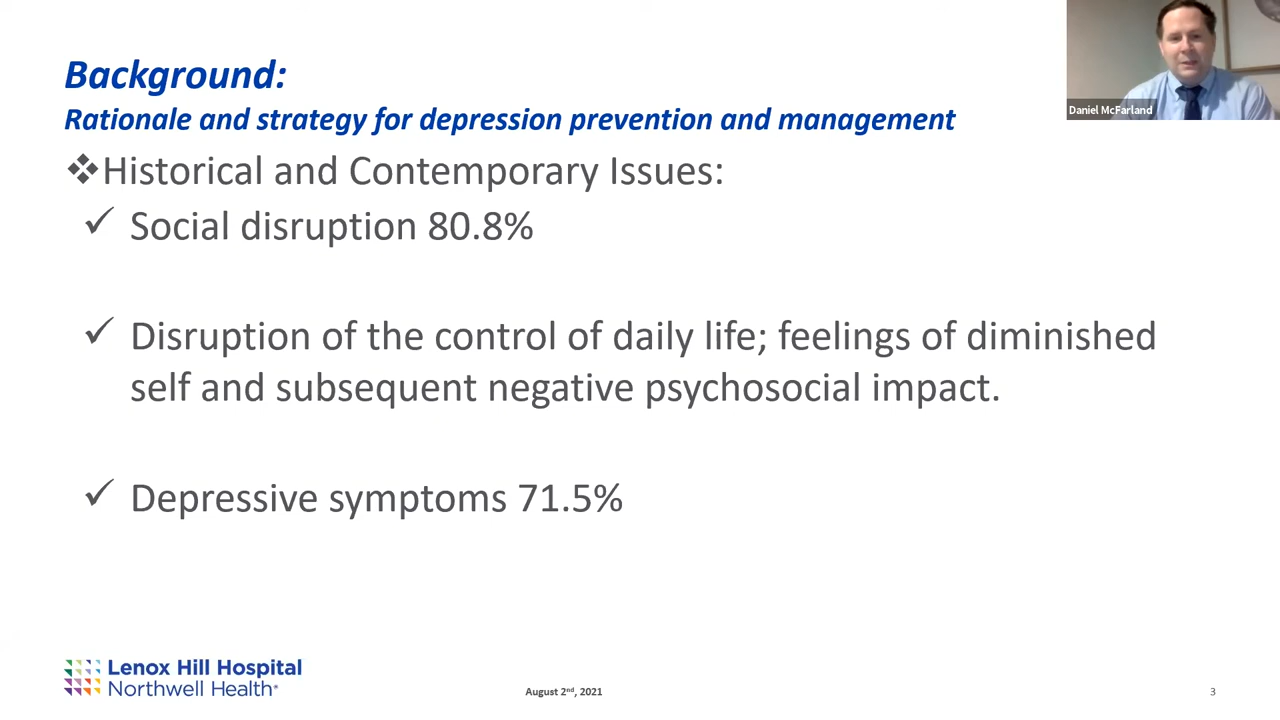 Background:
Rationale and strategy for depression prevention and management
Daniel McFarland
❖Historical and Contemporary Issues:
✓ Social disruption 80.8%
✓ Disruption of the control of daily life; feelings of diminished
self and subsequent negative psychosocial impact.
✓ Depressive symptoms 71.5%
Lenox Hill Hospital
Northwell Health®
August 2nd, 2021
3